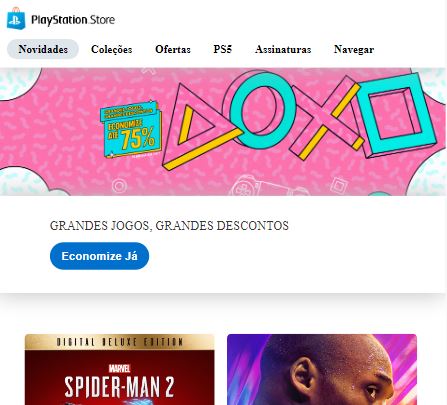 PlayStation Store
Novidades Coleções Ofertas PS5 Assinaturas Navegar
ECONOMIZE
ATÉ
75%
GRANDES JOGOS, GRANDES DESCONTOS
Economize Já
DIGITAL DELUXE EDITION
MARVEL
SPIDER-MAN 2